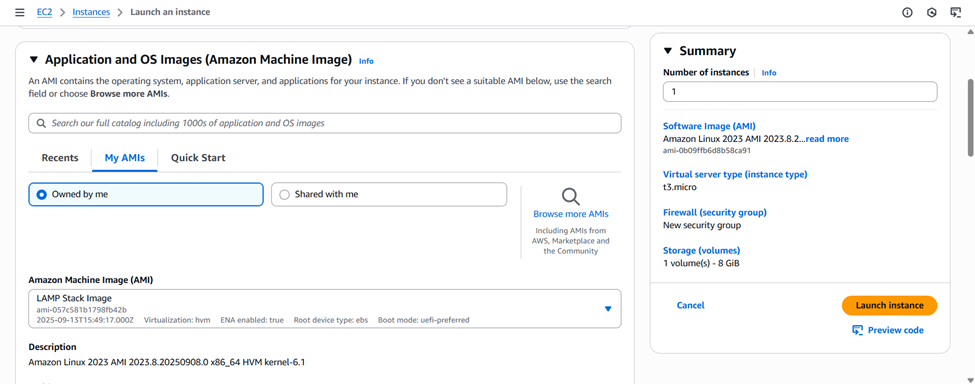 EC2 > Instances > Launch an instance
Application and OS Images (Amazon Machine Image) Info
An AMI contains the operating system, application server, and applications for your instance. If you don't see a suitable AMI below, use the search
field or choose Browse more AMIs.
Search our full catalog including 1000s of application and OS images
Recents
My AMIs
Quick Start
Owned by me
Shared with me
Browse more AMIs
Including AMIs from
AWS, Marketplace and
the Community
Amazon Machine Image (AMI)
LAMP Stack Image
ami-057c581b1798fb42b
2025-09-13T15:49:17.000Z Virtualization: hvm ENA enabled: true Root device type: ebs Boot mode: uefi-preferred
Description
Amazon Linux 2023 AMI 2023.8.20250908.0 x86_64 HVM kernel-6.1
Summary
Number of instances Info
1
Software Image (AMI)
Amazon Linux 2023 AMI 2023.8.2...read more
ami-0b09ffb6d8b58ca91
Virtual server type (instance type)
t3.micro
Firewall (security group)
New security group
Storage (volumes)
1 volume(s) - 8 GiB
Cancel
Launch instance
Preview code